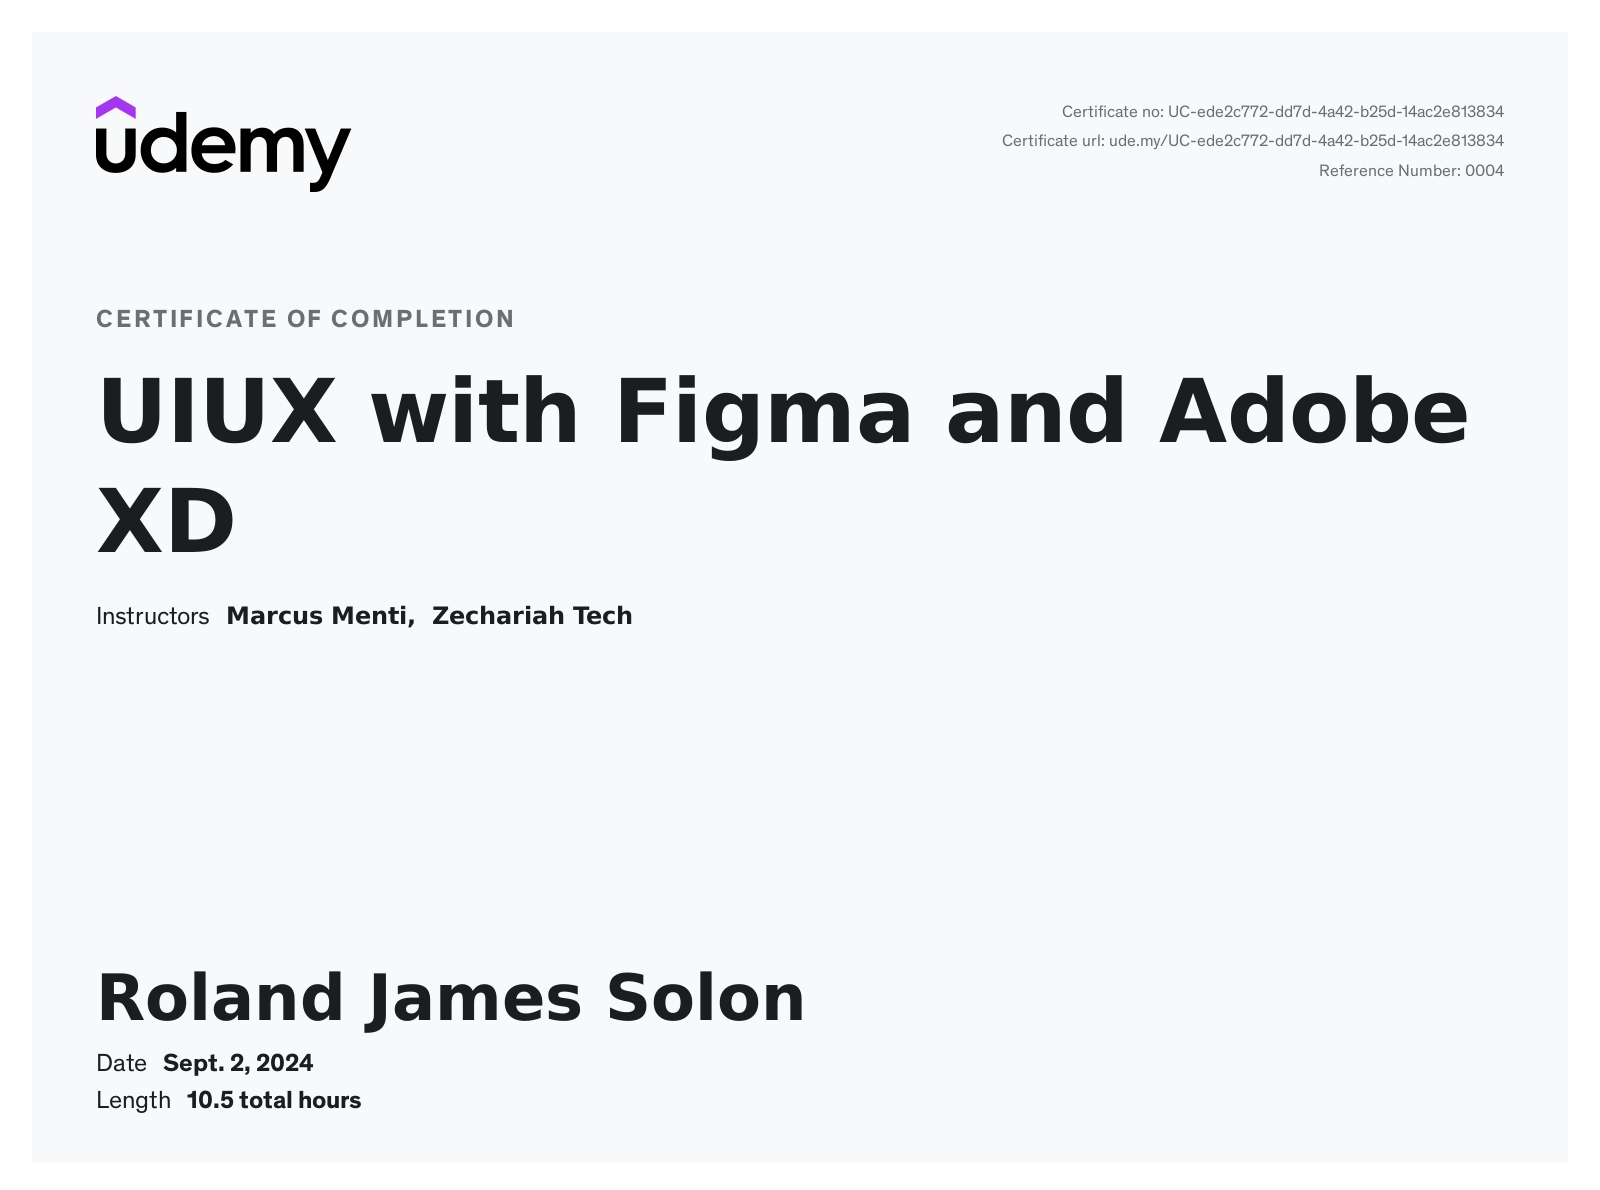 udemy
Certificate no: UC-ede2c772-dd7d-4a42-b25d-14ac2e813834
Certificate url: ude.my/UC-ede2c772-dd7d-4a42-b25d-14ac2e813834
Reference Number: 0004
CERTIFICATE OF COMPLETION
UIUX with Figma and Adobe
XD
Instructors Marcus Menti, Zechariah Tech
Roland James Solon
Date Sept. 2, 2024
Length 10.5 total hours